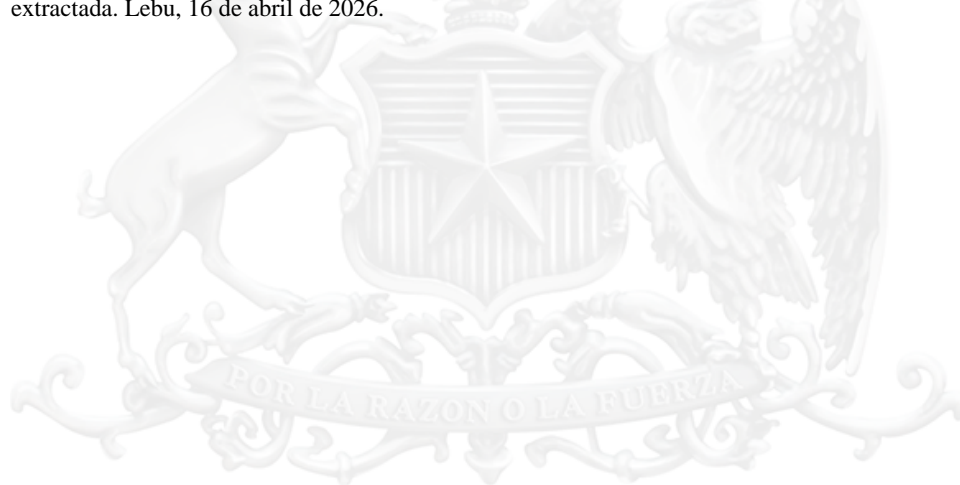 extractada. Lebu, 16 de abril de 2026.
POR LA RAZON O LA FUERZA